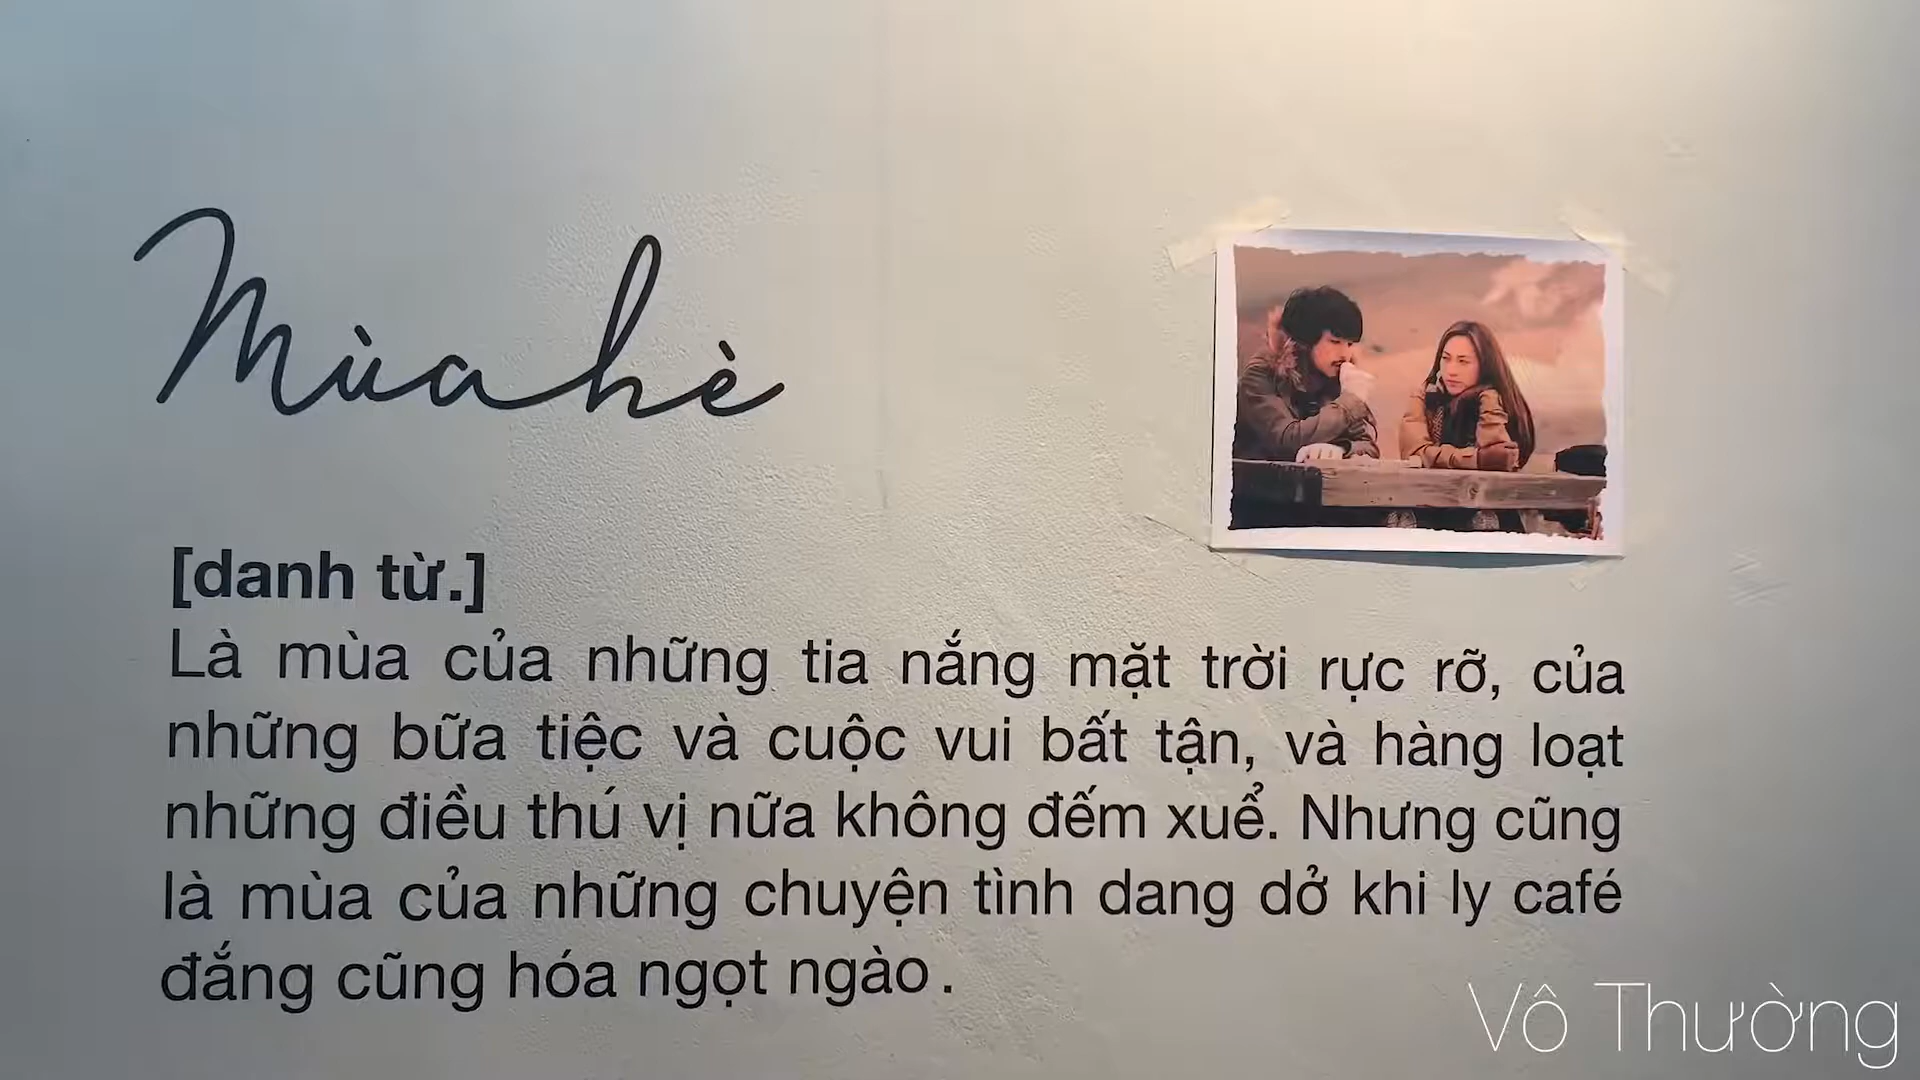 Mùa hè
[danh từ.]
Là mùa của những tia nắng mặt trời rực rỡ, của
những bữa tiệc và cuộc vui bất tận, và hàng loạt
những điều thú vị nữa không đếm xuể. Nhưng cũng
là mùa của những chuyện tình dang dở khi ly café
đắng cũng hóa ngọt ngào.
Vô Thường